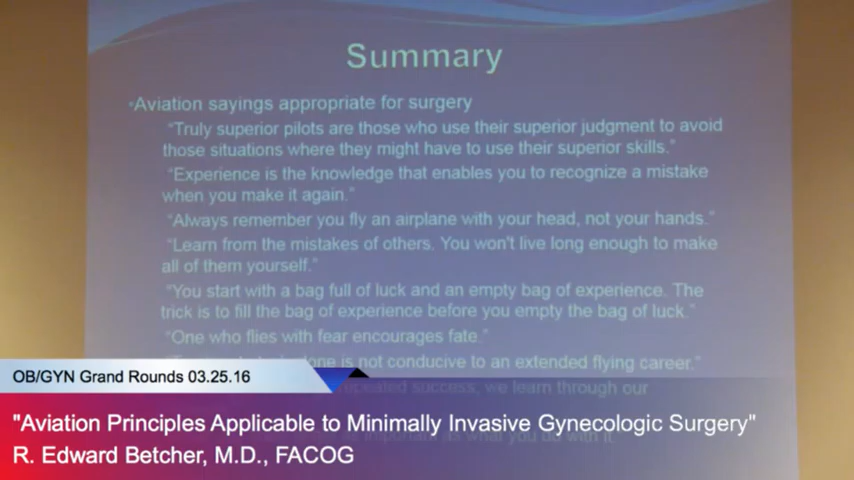 Summary
•Aviation sayings appropriate for surgery
"Truly superior pilots are those who use their superior judgment to avoid
those situations where they might have to use their superior skills."
"Experience is the knowledge that enables you to recognize a mistake
when you make it again."
"Always remember you fly an airplane with your head, not your hands."
"Learn from the mistakes of others. You won't live long enough to make
all of them yourself."
"You start with a bag full of luck and an empty bag of experience. The
trick is to fill the bag of experience before you empty the bag of luck."
"One who flies with fear encourages fate."
is not conducive to an extended flying career."
repeated success, we learn through our
as important as what you do with it.
OB/GYN Grand Rounds 03.25.16
"Aviation Principles Applicable to Minimally Invasive Gynecologic Surgery"
R. Edward Betcher, M.D., FACOG